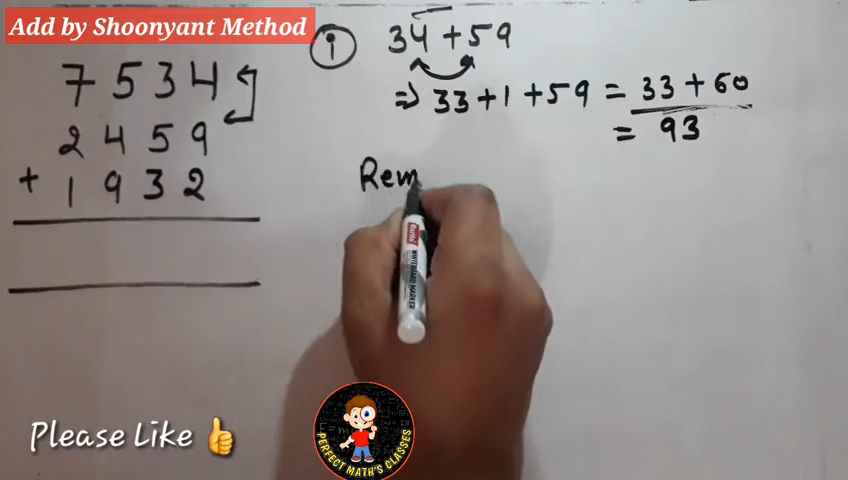 Add by Shoonyant Method
7534
2459
+ 1932
① 34 + 59
⇒ 33 + 1 + 59 = 33 + 60
= 93
Rem
Please Like 👍
PERFECT MATH'S CLASSES